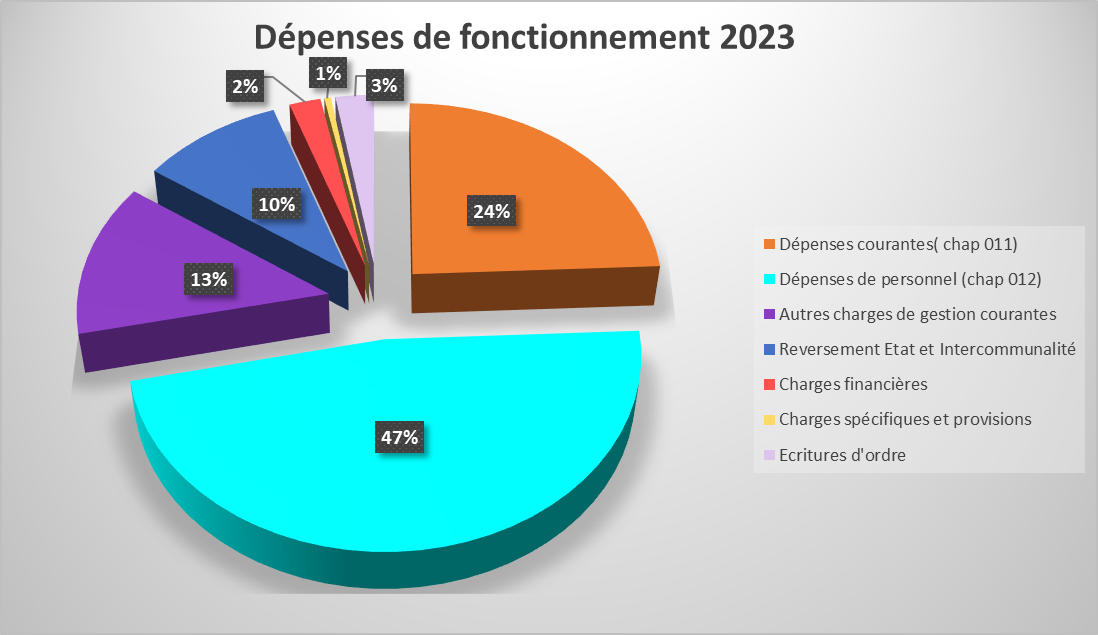 Dépenses de fonctionnement 2023
2%
1%
3%
10%
24%
13%
47%
Dépenses courantes( chap 011)
Dépenses de personnel (chap 012)
Autres charges de gestion courantes
Reversement Etat et Intercommunalité
Charges financières
Charges spécifiques et provisions
Ecritures d'ordre